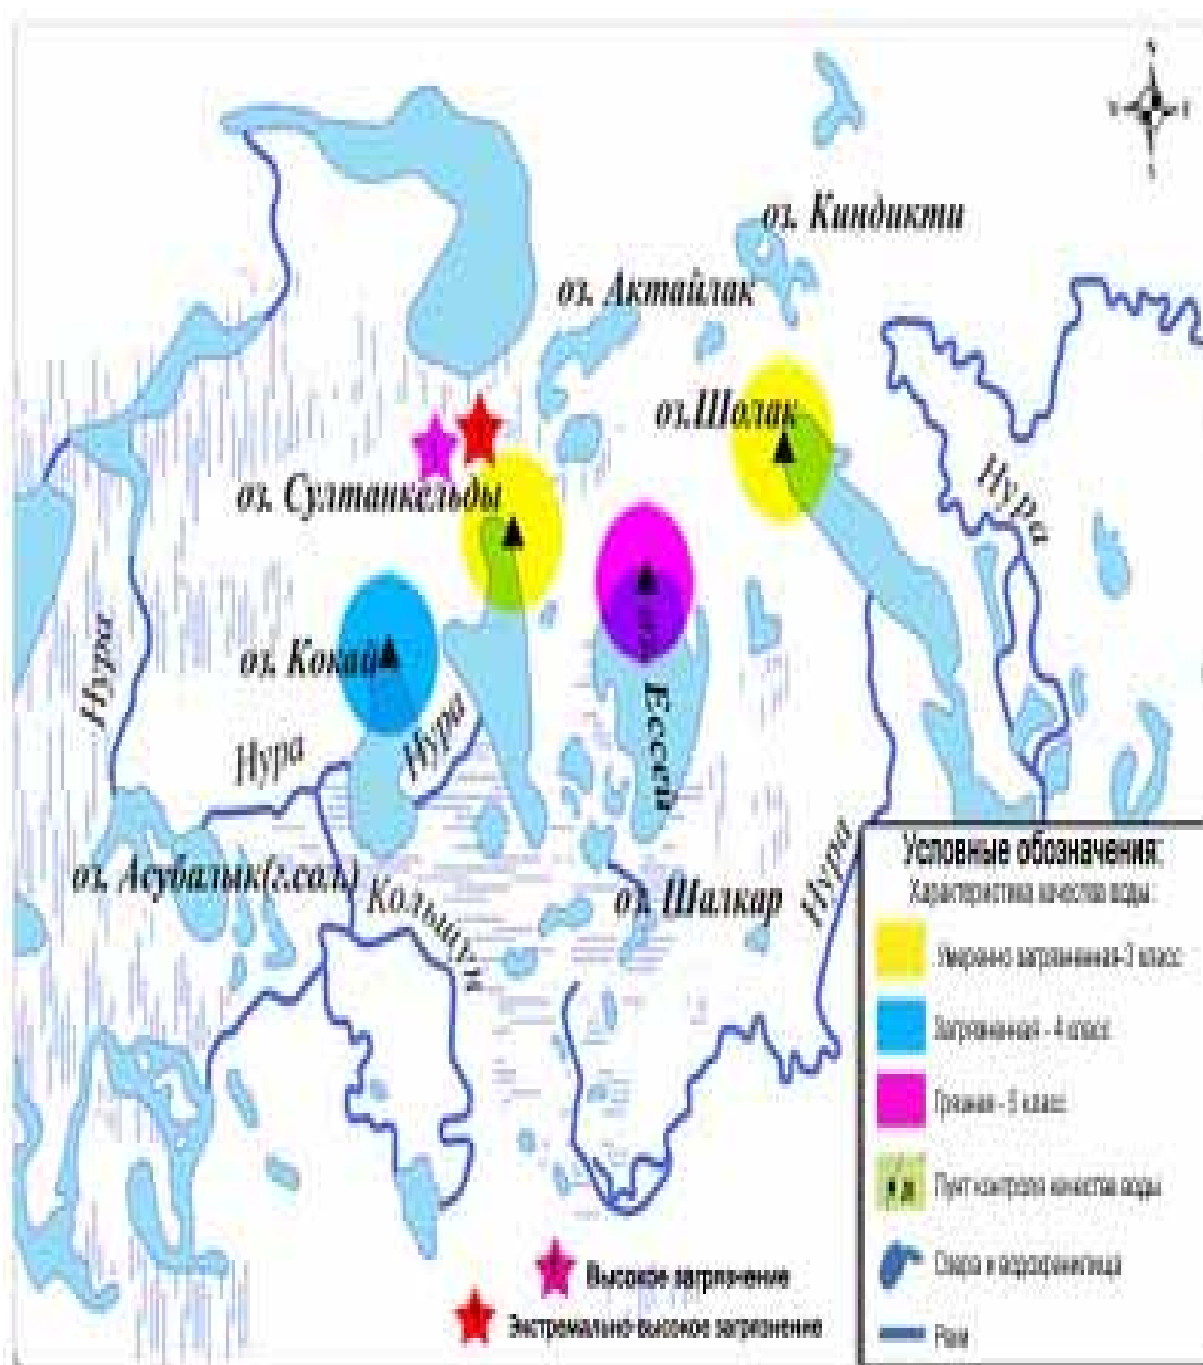 N
оз. Киндикти
оз. Актайлак
оз.Шолак
Нура
оз. Султанкельды
оз. Кокай
Нура
Нура
Нура
Ессей
оз. Асубалык(г.сол.)
оз. Шалкар
Нура
Условные обозначения:
Характеристика качества воды
Умеренно загрязненная-3 класс
Загрязненная - 4 класс
Грязная - 5 класс
Пункт контроля качества воды
Озера и водохранилища
Реки
Высокое загрязнение
Экстремально-высокое загрязнение